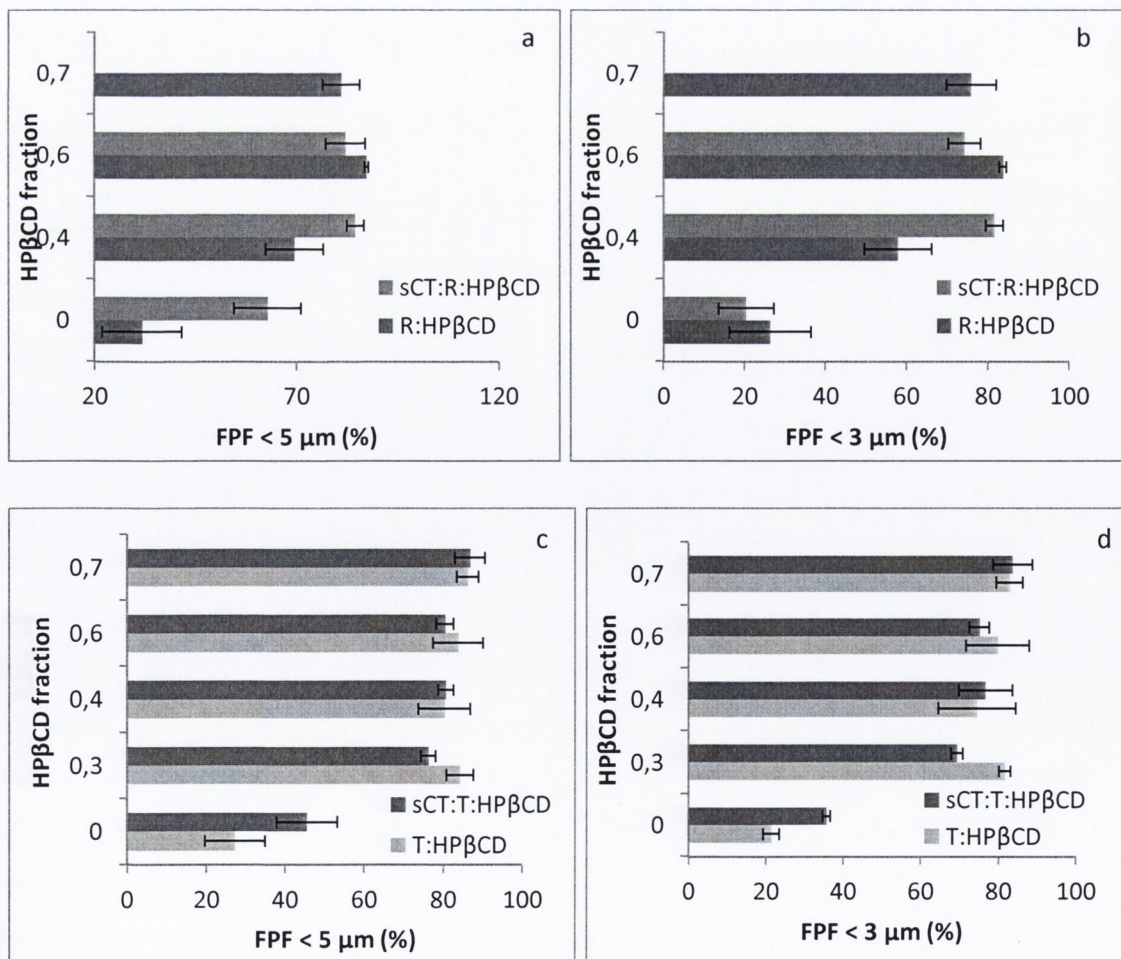 a
0,7
0,6
0,4
0
HPβCD fraction
sCT:R:HPβCD
R:HPβCD
20 70 120
FPF < 5 μm (%)
b
0,7
0,6
0,4
0
HPβCD fraction
sCT:R:HPβCD
R:HPβCD
0 20 40 60 80 100
FPF < 3 μm (%)
c
0,7
0,6
0,4
0,3
0
HPβCD fraction
sCT:T:HPβCD
T:HPβCD
0 20 40 60 80 100
FPF < 5 μm (%)
d
0,7
0,6
0,4
0,3
0
HPβCD fraction
sCT:T:HPβCD
T:HPβCD
0 20 40 60 80 100
FPF < 3 μm (%)